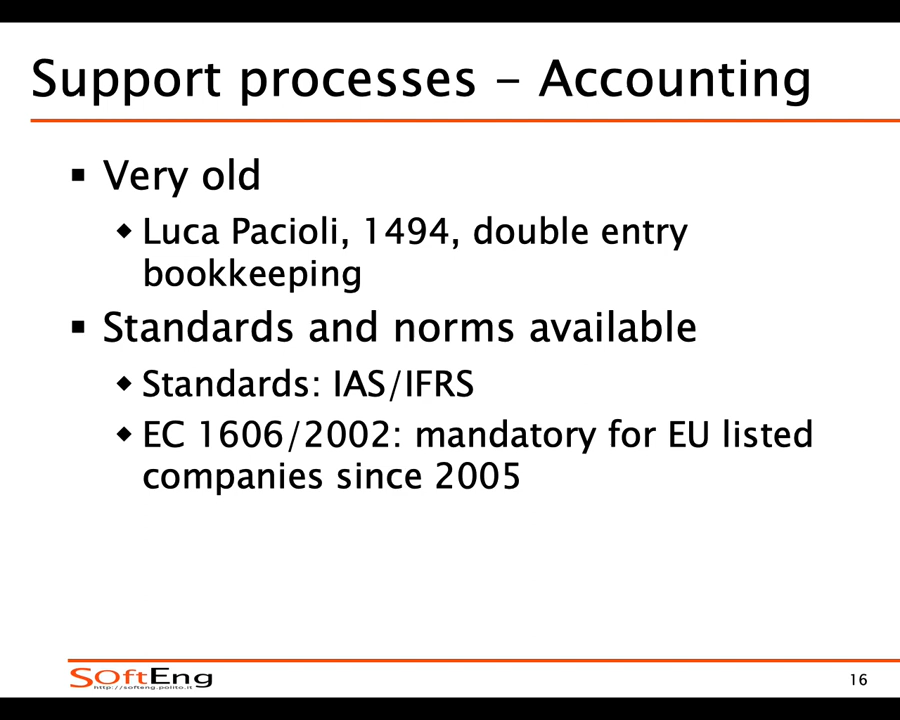 Support processes – Accounting
▪ Very old
◆ Luca Pacioli, 1494, double entry
bookkeeping
▪ Standards and norms available
◆ Standards: IAS/IFRS
◆ EC 1606/2002: mandatory for EU listed
companies since 2005
SOftEng
http://softeng.polito.it
16